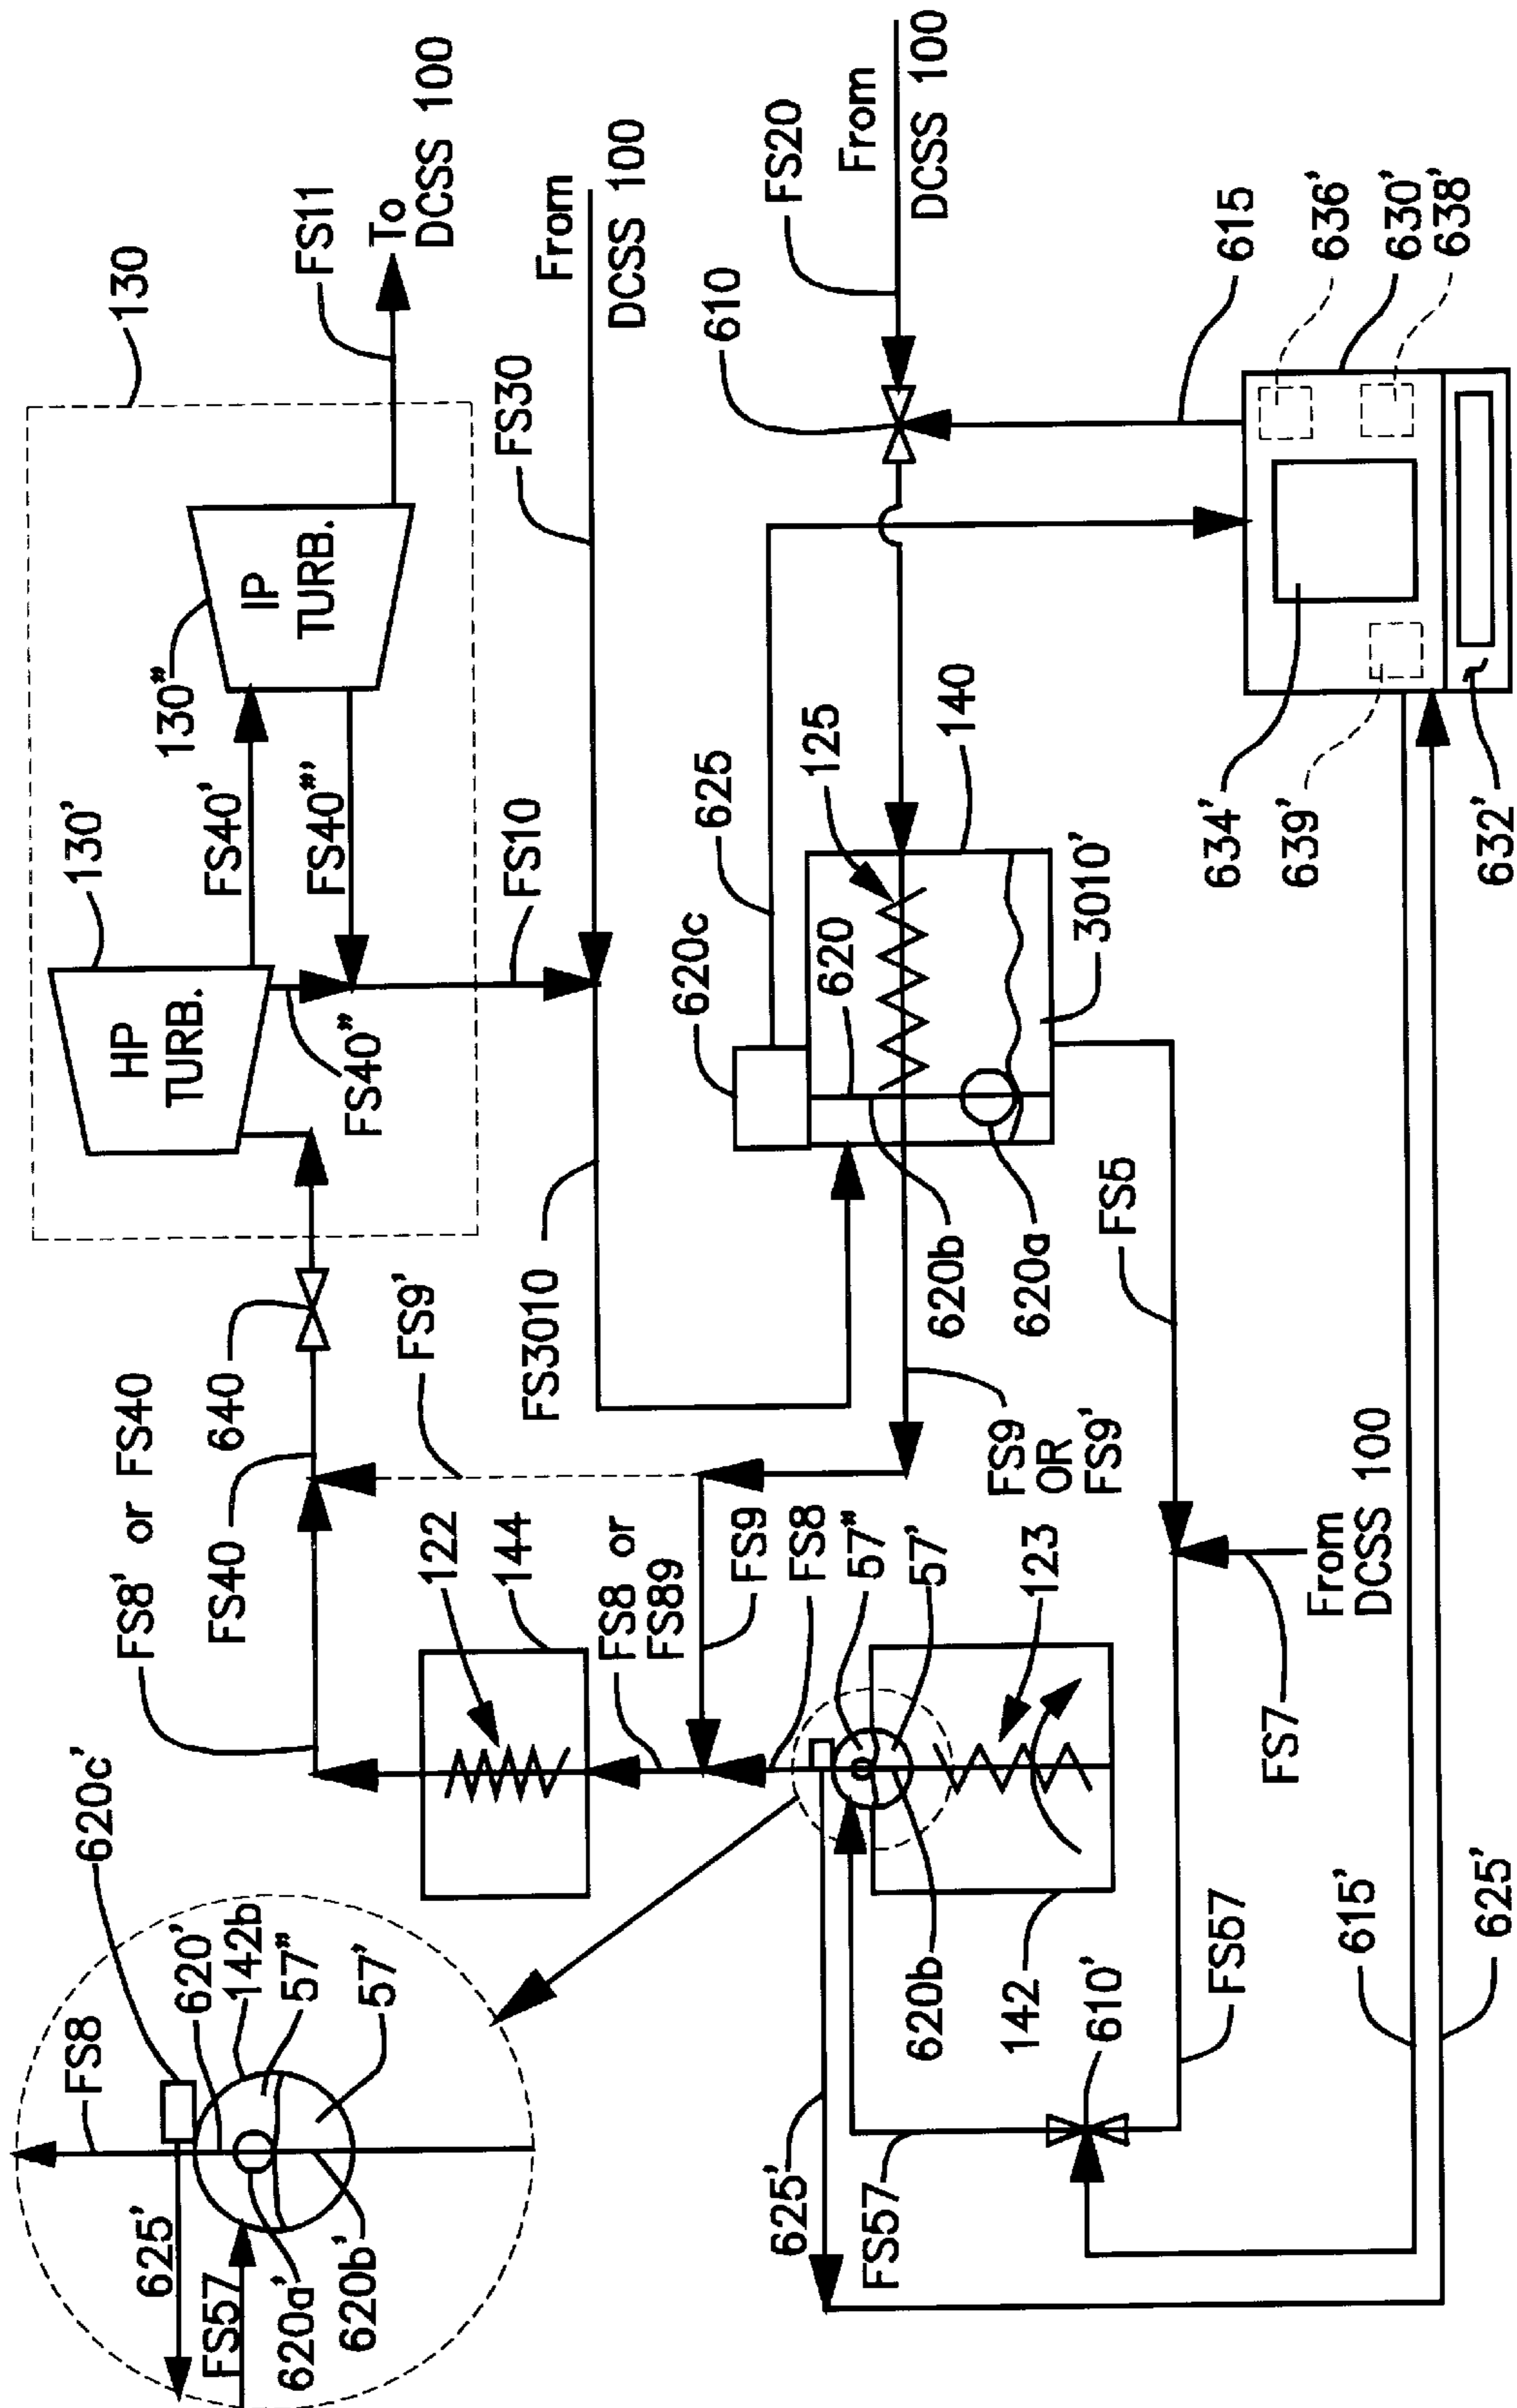 130
FS11
To
DCSS 100
130'
130"
HP
TURB.
IP
TURB.
FS40'
FS40"'
FS40"
FS10
FS30
From
DCSS 100
FS20
From
DCSS 100
610
FS8' or FS40
FS40
640
FS9'
FS3010
620c
625
125
140
620
3010'
620b
620a
615
636'
630'
638'
634'
639'
632'
122
144
FS8 or
FS89
FS9
FS8
57"
57'
123
FS9
OR
FS9'
FS5
FS7
From
DCSS 100
620c'
FS8
620'
142b
57"
57'
625'
FS57
620a'
620b'
625'
FS57
620b
142
610'
FS57
615'
625'